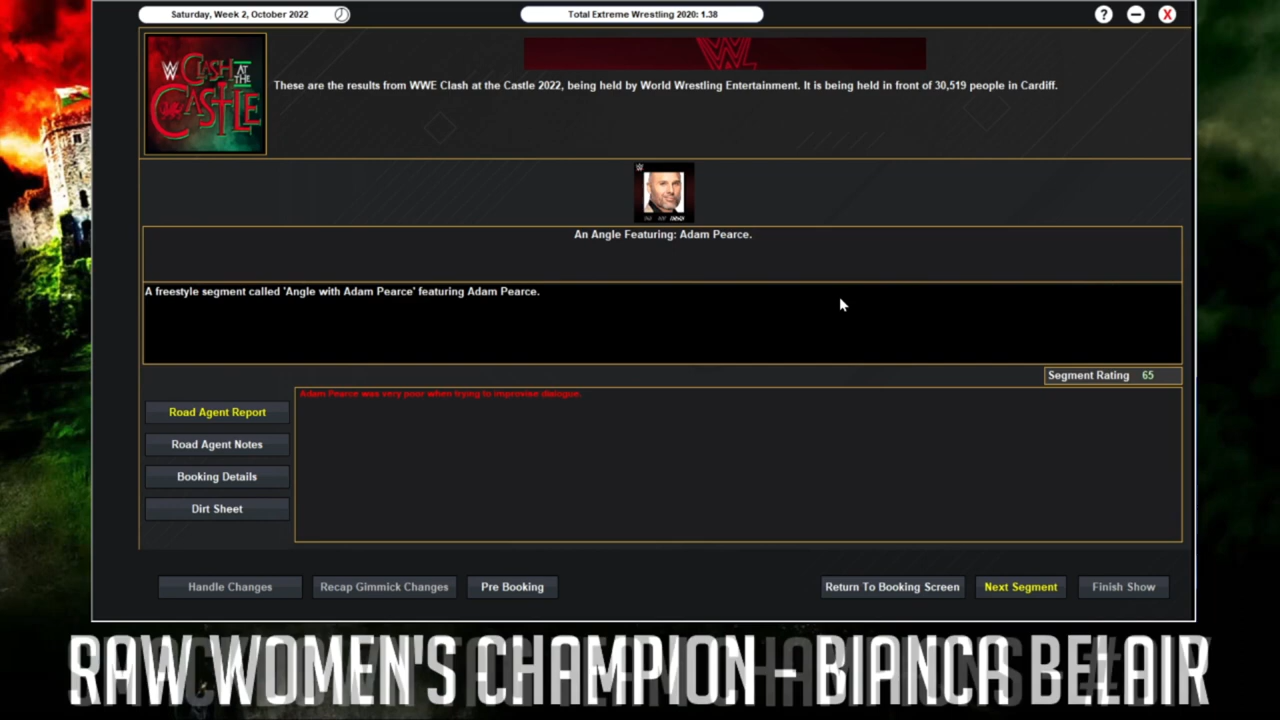 Saturday, Week 2, October 2022
Total Extreme Wrestling 2020: 1.38
?
X
W CLASH AT THE CASTLE
These are the results from WWE Clash at the Castle 2022, being held by World Wrestling Entertainment. It is being held in front of 30,519 people in Cardiff.
An Angle Featuring: Adam Pearce.
A freestyle segment called 'Angle with Adam Pearce' featuring Adam Pearce.
Segment Rating 65
Adam Pearce was very poor when trying to improvise dialogue.
Road Agent Report
Road Agent Notes
Booking Details
Dirt Sheet
Handle Changes
Recap Gimmick Changes
Pre Booking
Return To Booking Screen
Next Segment
Finish Show
RAW WOMEN'S CHAMPION - BIANCA BELAIR